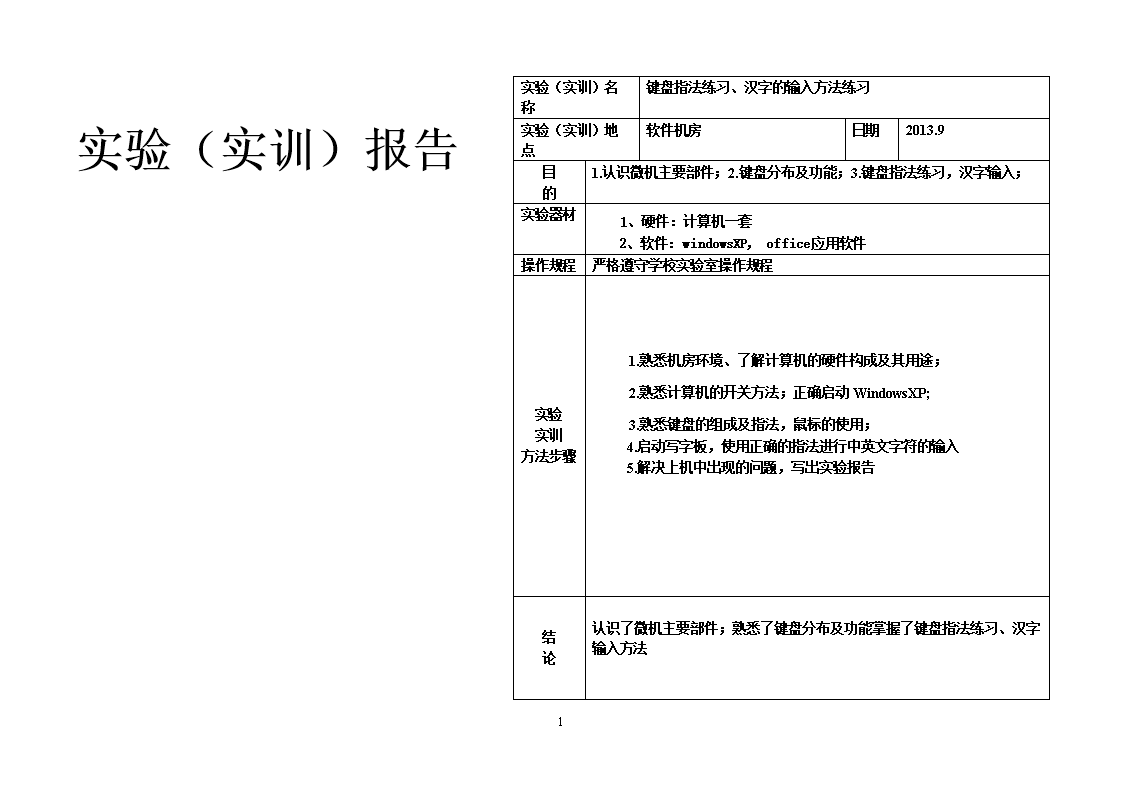 实验（实训）报告
实验（实训）名
称
键盘指法练习、汉字的输入方法练习
实验（实训）地
点
软件机房
日期
2013.9
目
的
1.认识微机主要部件；2.键盘分布及功能；3.键盘指法练习，汉字输入；
实验器材
1、硬件：计算机一套
2、软件：windowsXP， office应用软件
操作规程
严格遵守学校实验室操作规程
实验
实训
方法步骤
1.熟悉机房环境、了解计算机的硬件构成及其用途；
2.熟悉计算机的开关方法；正确启动 WindowsXP;
3.熟悉键盘的组成及指法，鼠标的使用；
4.启动写字板，使用正确的指法进行中英文字符的输入
5.解决上机中出现的问题，写出实验报告
结
论
认识了微机主要部件；熟悉了键盘分布及功能掌握了键盘指法练习、汉字
输入方法
1